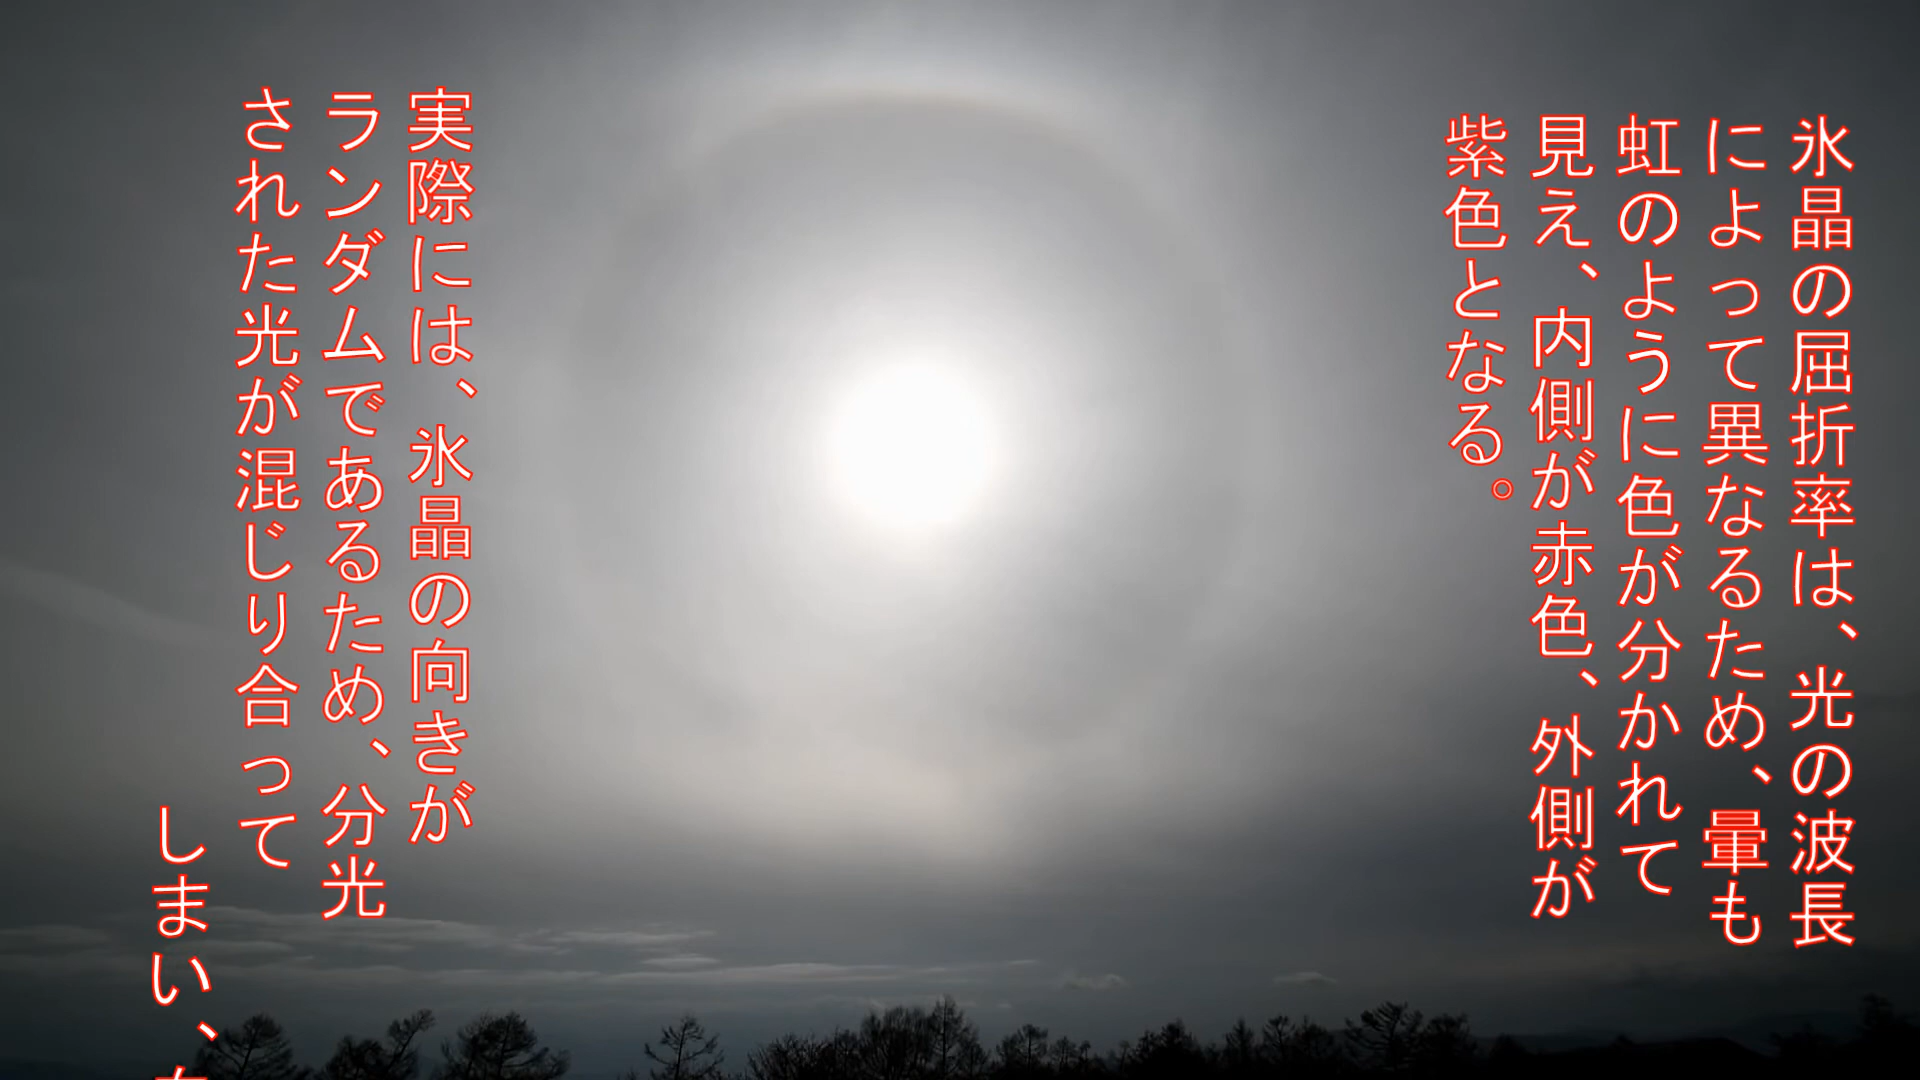 氷晶の屈折率は、光の波長
によって異なるため、暈も
虹のように色が分かれて
見え、内側が赤色、外側が
紫色となる。
実際には、氷晶の向きが
ランダムであるため、分光
された光が混じり合って
しまい、